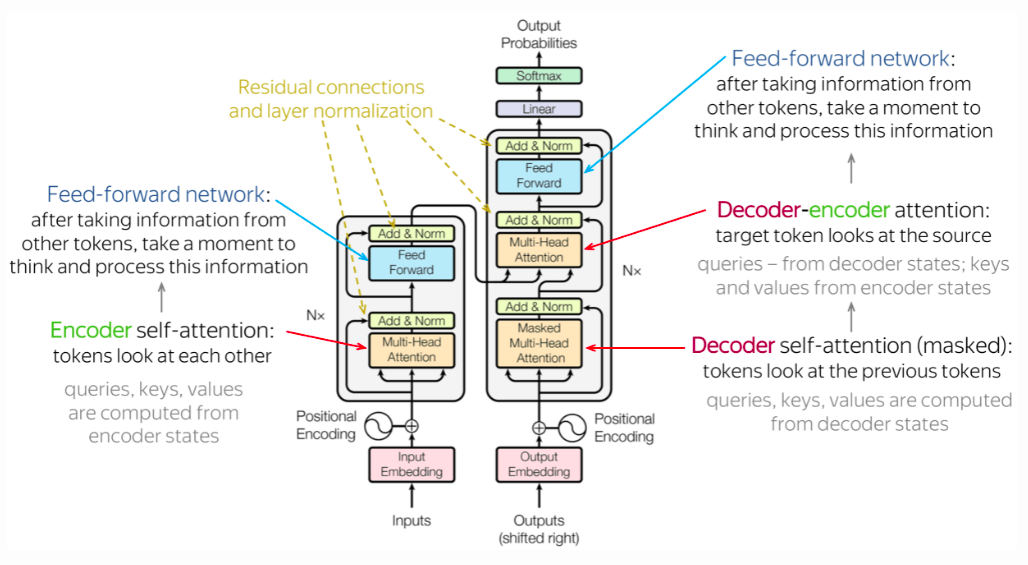 Output
Probabilities
Softmax
Linear
Add & Norm
Feed
Forward
Add & Norm
Multi-Head
Attention
Nx
Add & Norm
Masked
Multi-Head
Attention
Positional
Encoding
Output
Embedding
Outputs
(shifted right)
Residual connections
and layer normalization
Add & Norm
Feed
Forward
Nx
Add & Norm
Multi-Head
Attention
Positional
Encoding
Input
Embedding
Inputs
Feed-forward network:
after taking information from
other tokens, take a moment to
think and process this information
Encoder self-attention:
tokens look at each other
queries, keys, values
are computed from
encoder states
Feed-forward network:
after taking information from
other tokens, take a moment to
think and process this information
Decoder-encoder attention:
target token looks at the source
queries – from decoder states; keys
and values from encoder states
Decoder self-attention (masked):
tokens look at the previous tokens
queries, keys, values are computed
from decoder states